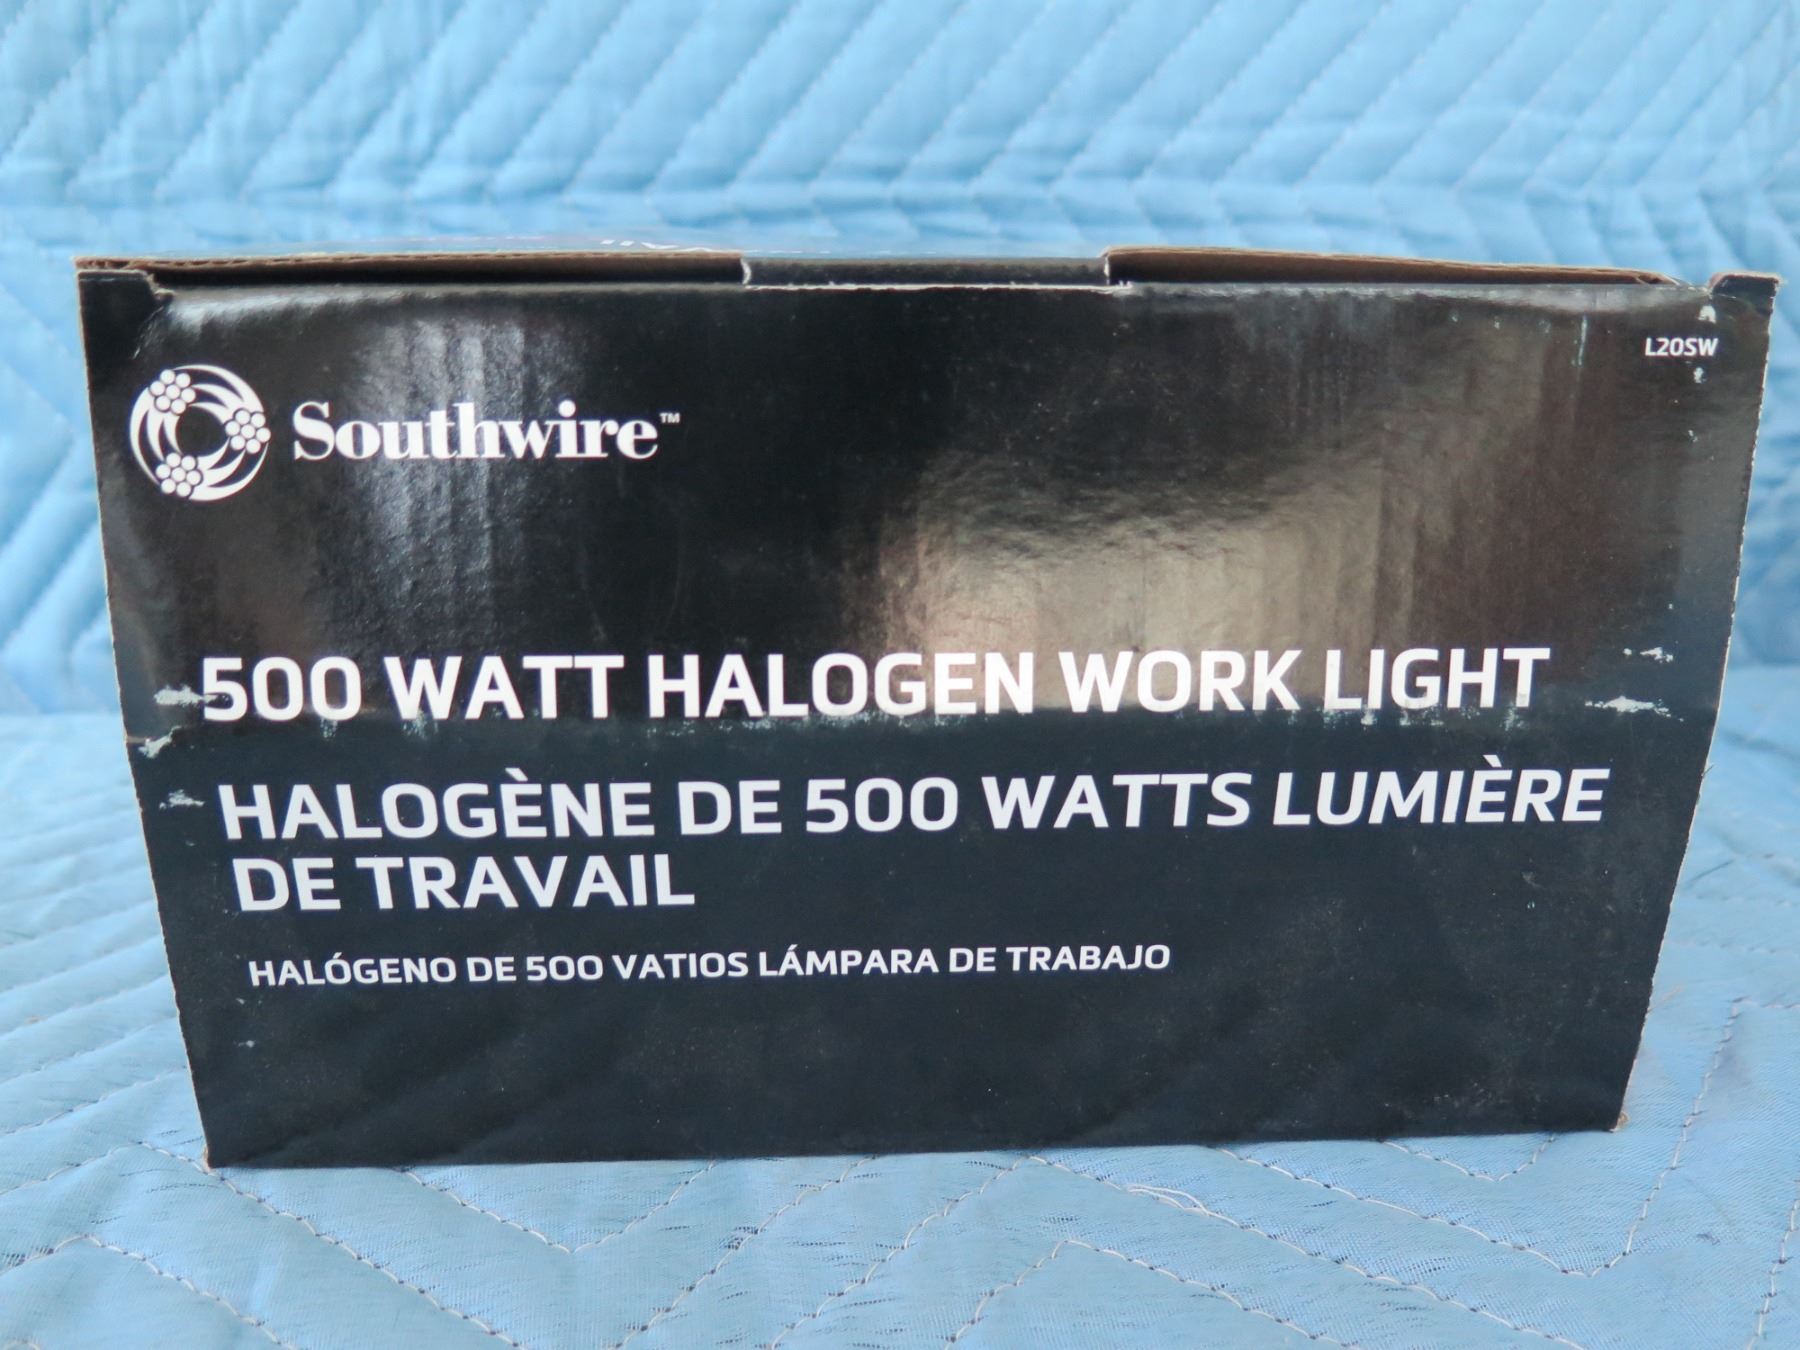 L20SW
Southwire™
500 WATT HALOGEN WORK LIGHT
HALOGÈNE DE 500 WATTS LUMIÈRE
DE TRAVAIL
HALÓGENO DE 500 VATIOS LÁMPARA DE TRABAJO